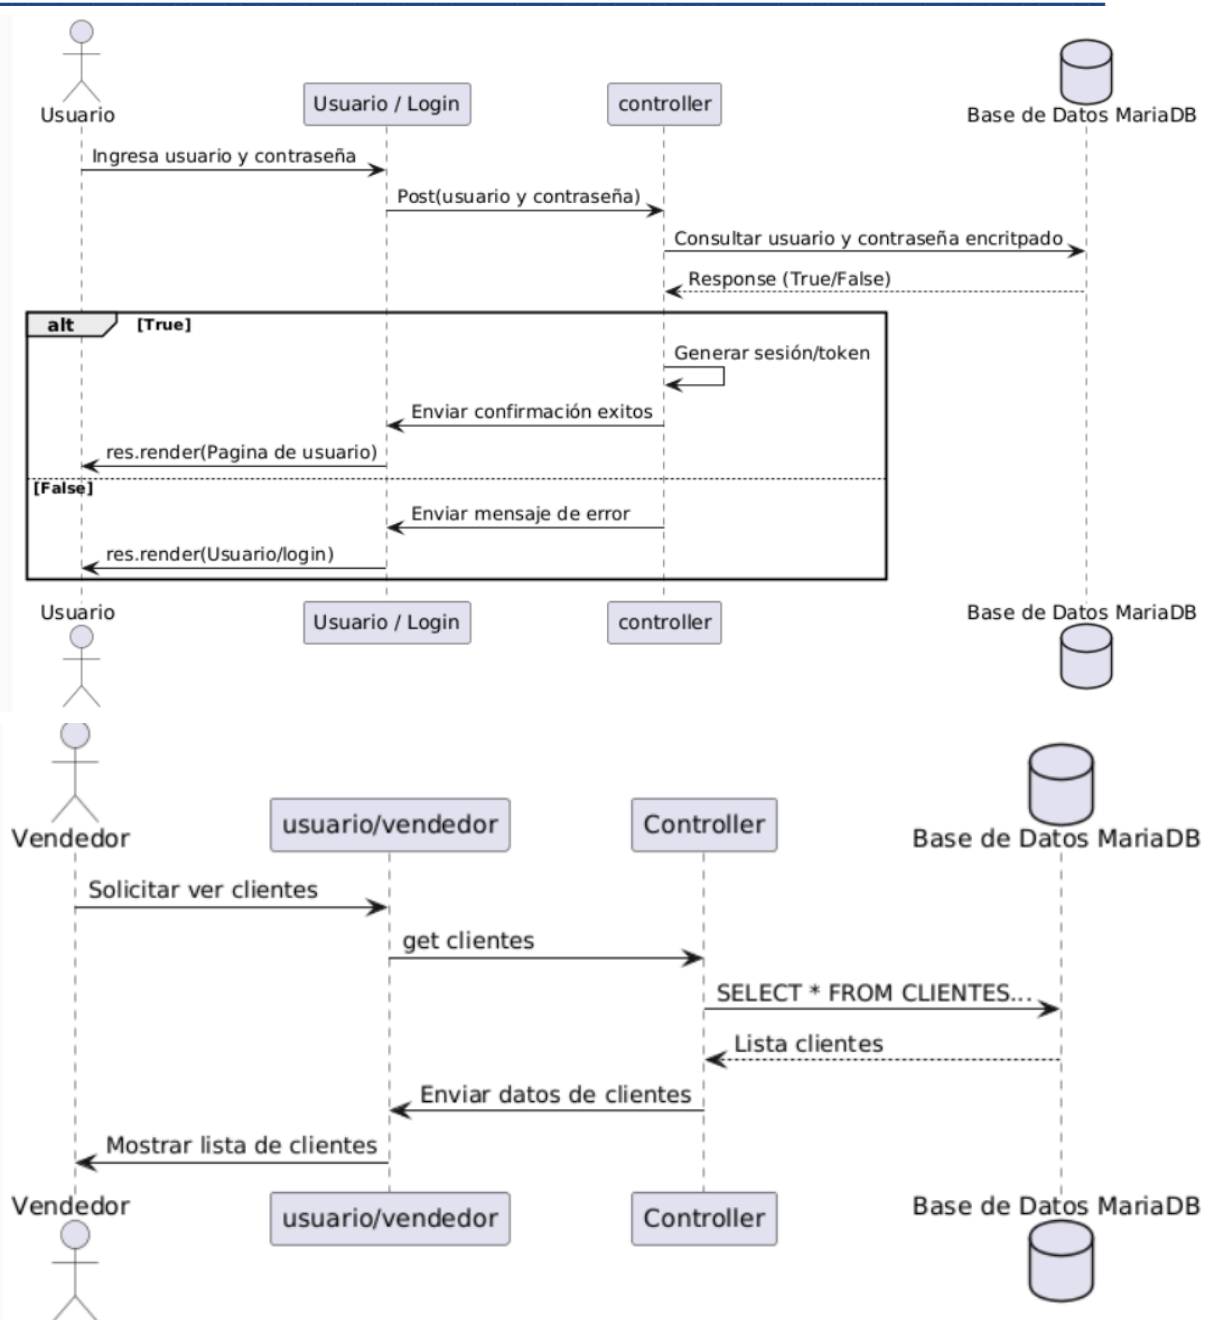 Usuario
Usuario / Login
controller
Base de Datos MariaDB
Ingresa usuario y contraseña
Post(usuario y contraseña)
Consultar usuario y contraseña encritpado
Response (True/False)
alt [True]
Generar sesión/token
Enviar confirmación exitos
res.render(Pagina de usuario)
[False]
Enviar mensaje de error
res.render(Usuario/login)
Usuario
Usuario / Login
controller
Base de Datos MariaDB
Vendedor
usuario/vendedor
Controller
Base de Datos MariaDB
Solicitar ver clientes
get clientes
SELECT * FROM CLIENTES...
Lista clientes
Enviar datos de clientes
Mostrar lista de clientes
Vendedor
usuario/vendedor
Controller
Base de Datos MariaDB